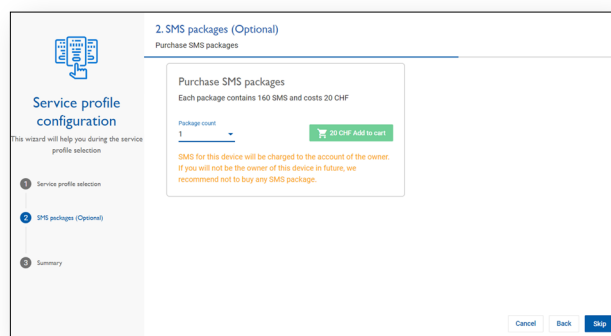 Service profile
configuration
This wizard will help you during the service
profile selection
1 Service profile selection
2 SMS packages (Optional)
3 Summary
2. SMS packages (Optional)
Purchase SMS packages
Purchase SMS packages
Each package contains 160 SMS and costs 20 CHF
Package count
1
20 CHF Add to cart
SMS for this device will be charged to the account of the owner.
If you will not be the owner of this device in future, we
recommend not to buy any SMS package.
Cancel Back Skip